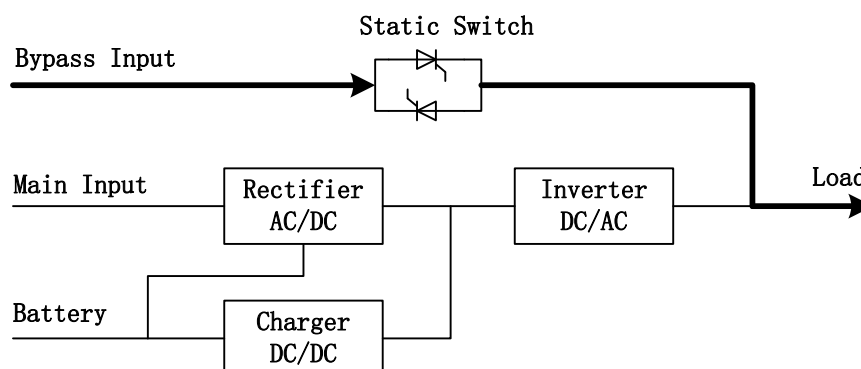 Static Switch
Bypass Input
Main Input
Rectifier
AC/DC
Inverter
DC/AC
Load
Battery
Charger
DC/DC